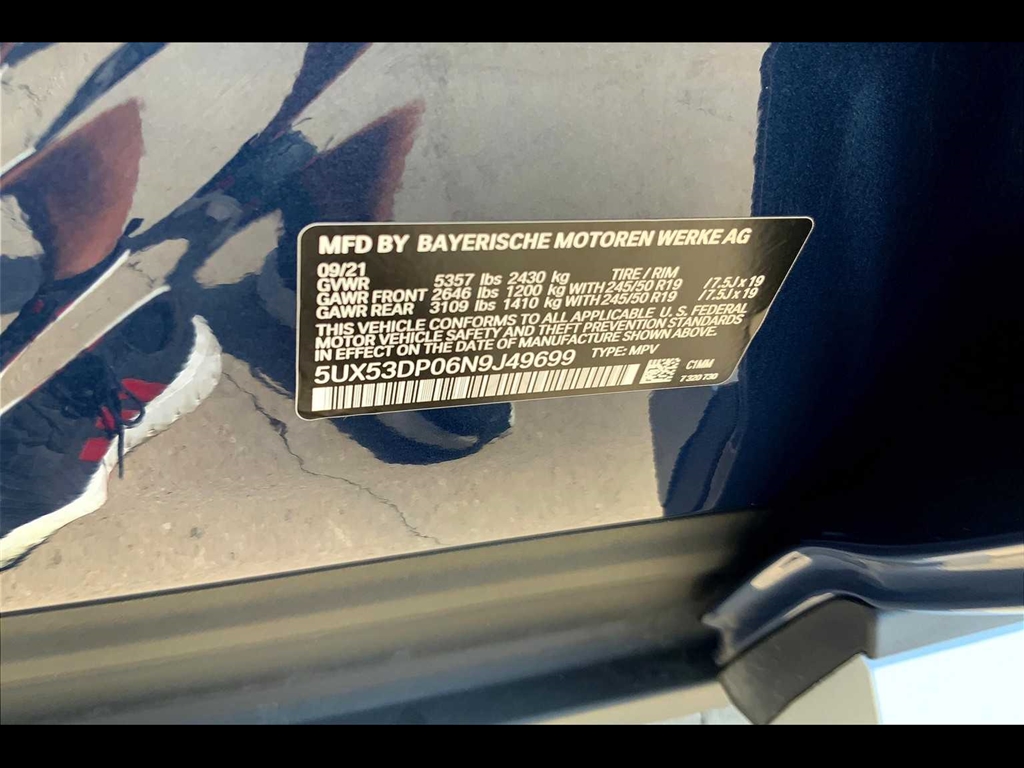 MFD BY BAYERISCHE MOTOREN WERKE AG
09/21 TIRE / RIM
GVWR 5357 lbs 2430 kg
GAWR FRONT 2646 lbs 1200 kg WITH 245/50 R19 / 7.5J x 19
GAWR REAR 3109 lbs 1410 kg WITH 245/50 R19 / 7.5J x 19
THIS VEHICLE CONFORMS TO ALL APPLICABLE U. S. FEDERAL
MOTOR VEHICLE SAFETY AND THEFT PREVENTION STANDARDS
IN EFFECT ON THE DATE OF MANUFACTURE SHOWN ABOVE.
5UX53DP06N9J49699 TYPE: MPV
C1MM
7 320 730